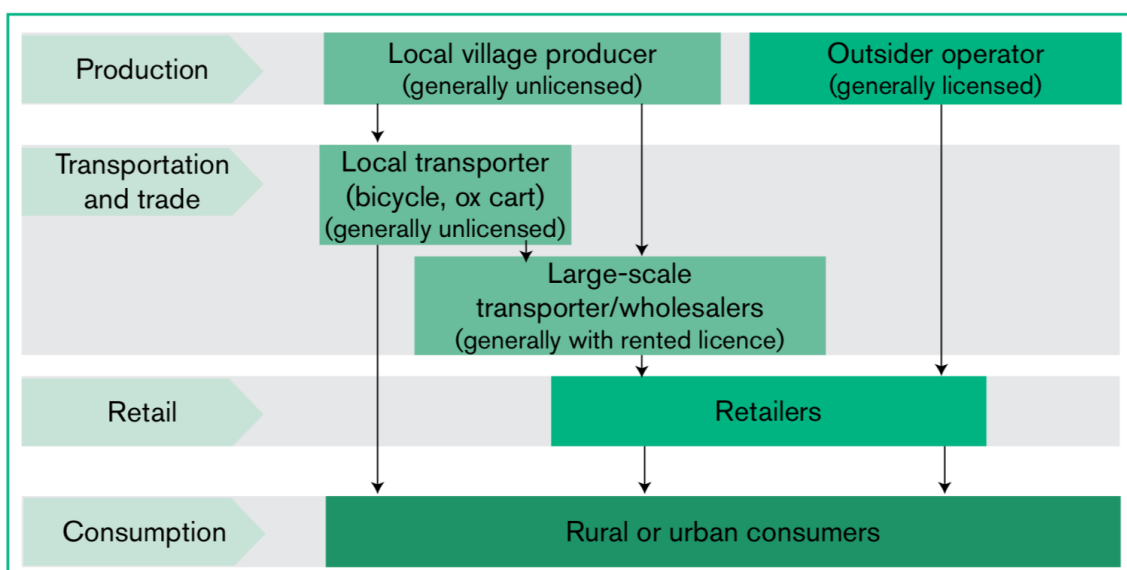 Production
Local village producer
(generally unlicensed)
Outsider operator
(generally licensed)
Transportation
and trade
Local transporter
(bicycle, ox cart)
(generally unlicensed)
Large-scale
transporter/wholesalers
(generally with rented licence)
Retail
Retailers
Consumption
Rural or urban consumers